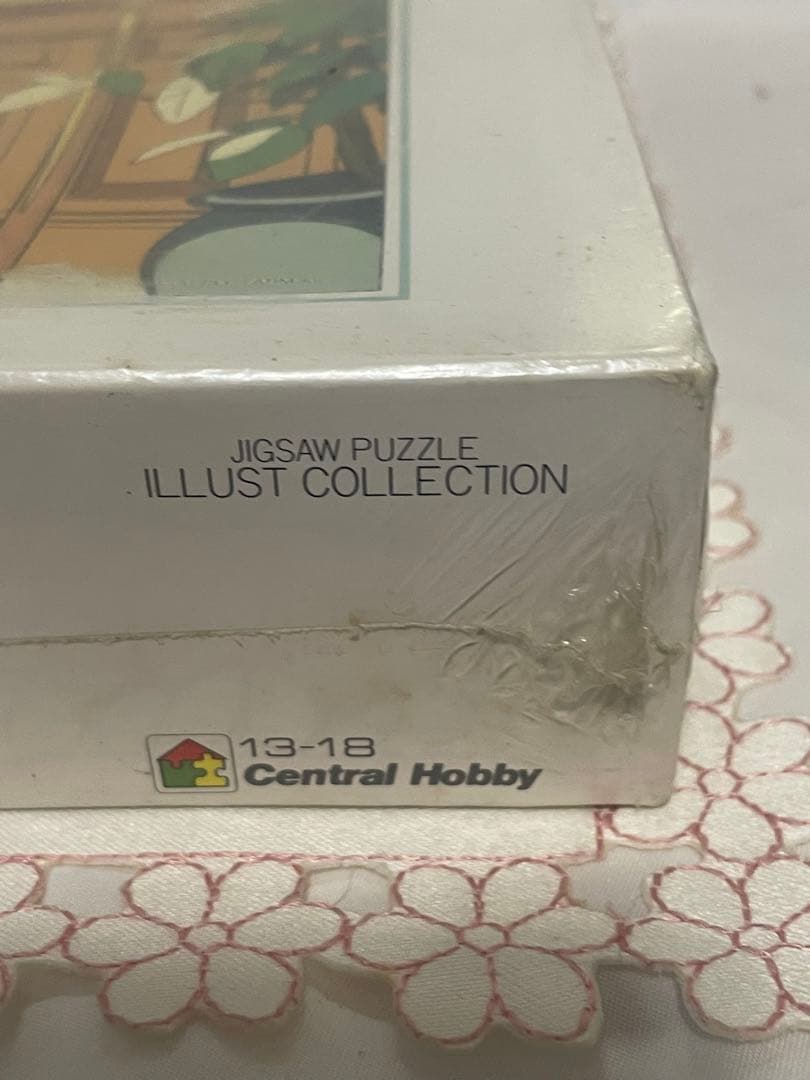 JIGSAW PUZZLE
ILLUST COLLECTION
13-18
Central Hobby